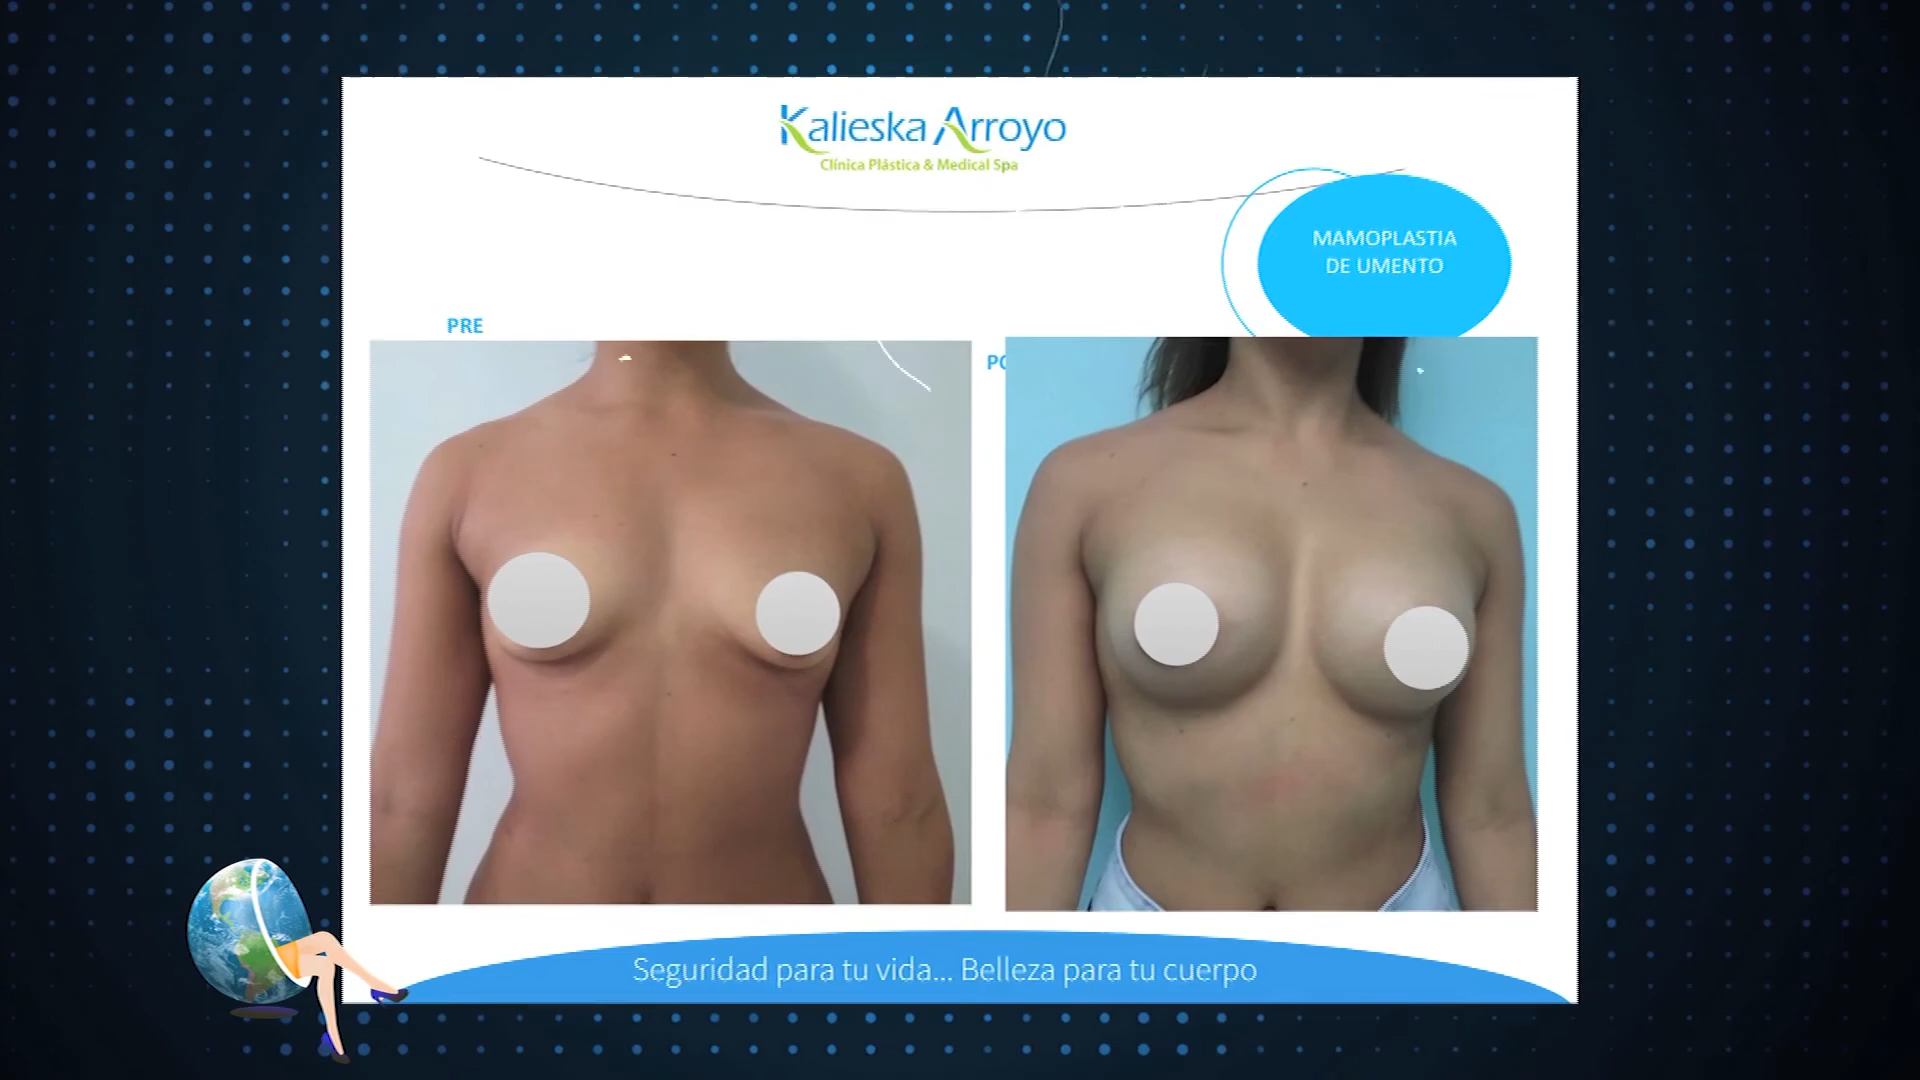 Kalieska Arroyo
Clínica Plástica & Medical Spa
MAMOPLASTIA
DE UMENTO
PRE
Seguridad para tu vida... Belleza para tu cuerpo